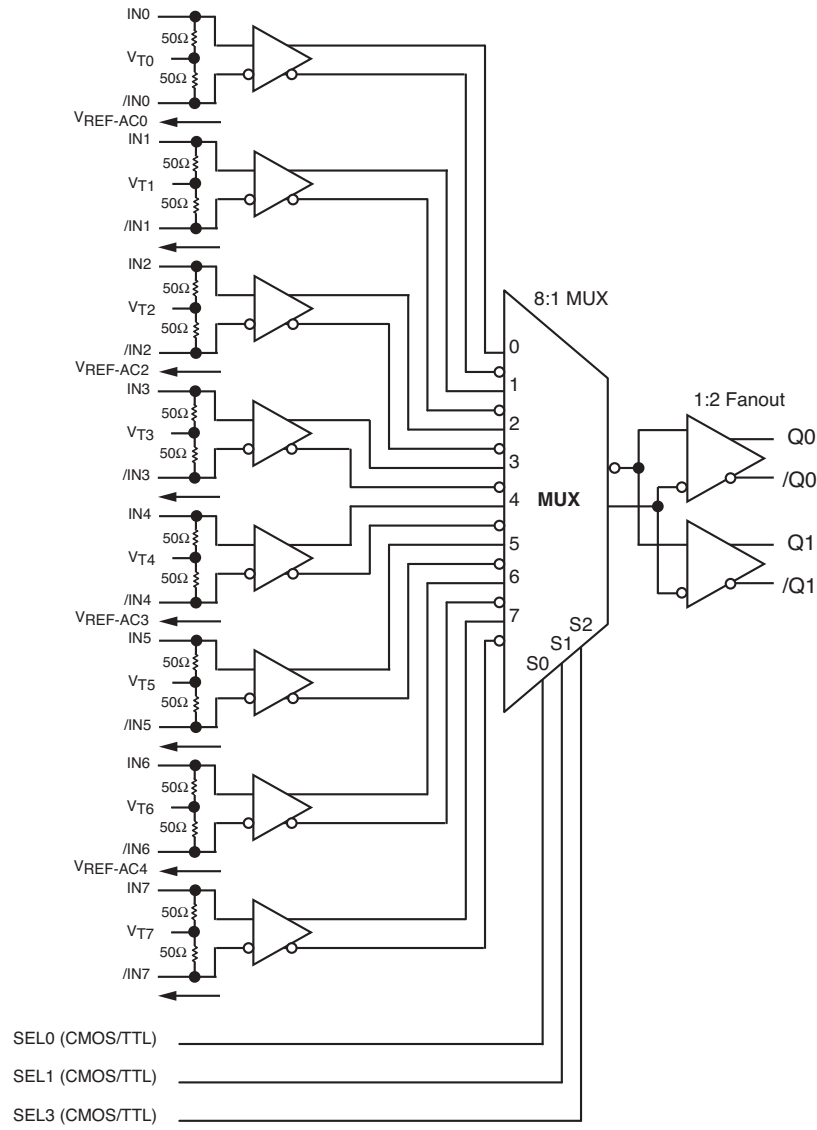 IN0
50Ω
VT0
50Ω
/IN0
VREF-AC0
IN1
50Ω
VT1
50Ω
/IN1
IN2
50Ω
VT2
50Ω
/IN2
VREF-AC2
IN3
50Ω
VT3
50Ω
/IN3
IN4
50Ω
VT4
50Ω
/IN4
VREF-AC3
IN5
50Ω
VT5
50Ω
/IN5
IN6
50Ω
VT6
50Ω
/IN6
VREF-AC4
IN7
50Ω
VT7
50Ω
/IN7
8:1 MUX
0
1
2
3
4
5
6
7
MUX
S0
S1
S2
1:2 Fanout
Q0
/Q0
Q1
/Q1
SEL0 (CMOS/TTL)
SEL1 (CMOS/TTL)
SEL3 (CMOS/TTL)